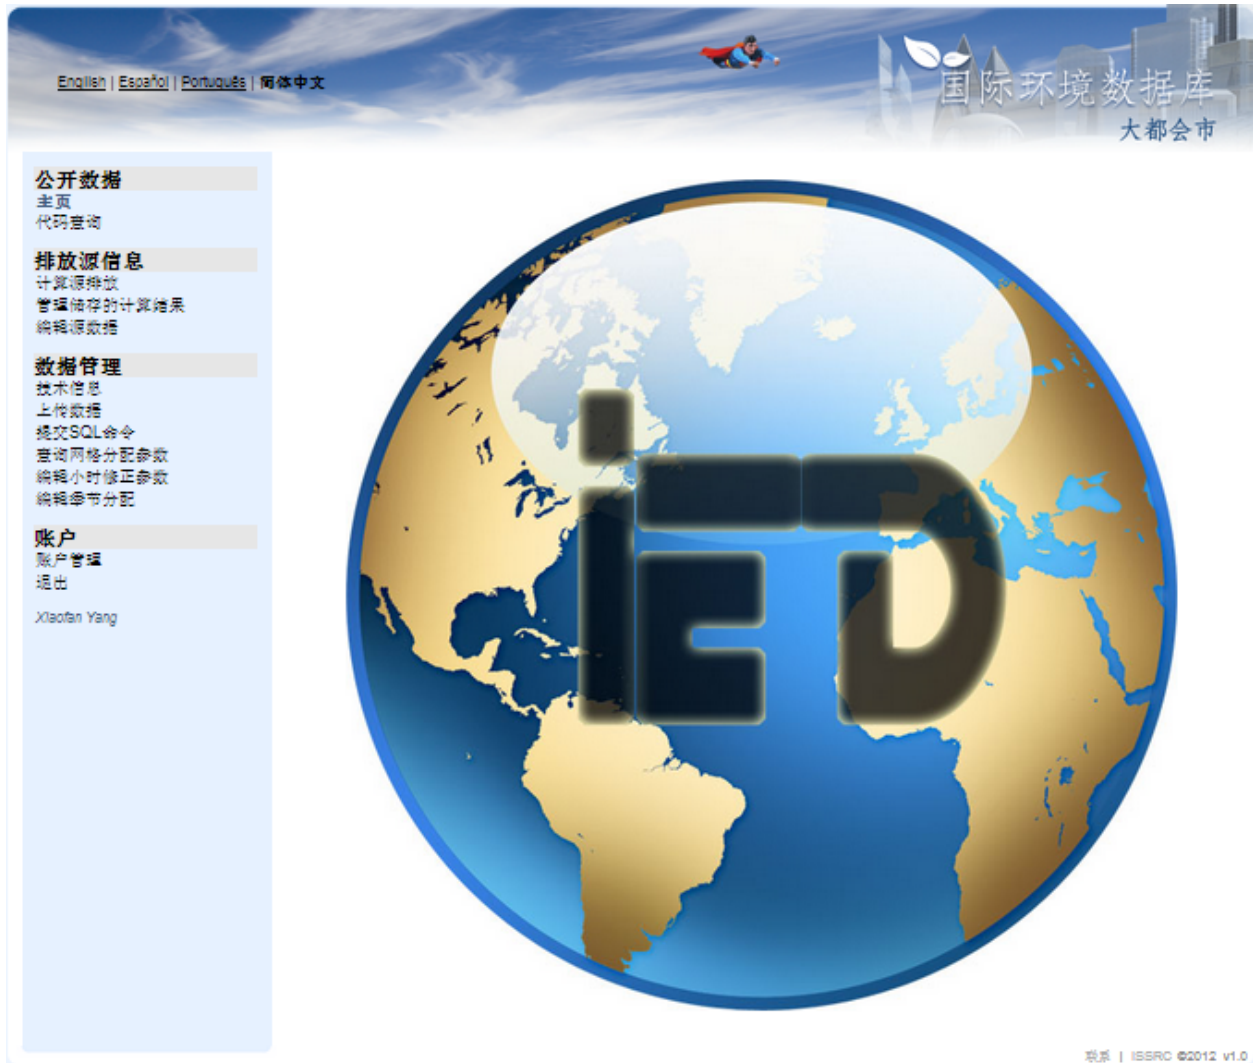 English | Español | Português | 简体中文
国际环境数据库
大都会市
公开数据
主页
代码查询
排放源信息
计算源排放
管理储存的计算结果
编辑源数据
数据管理
技术信息
上传数据
提交SQL命令
查询网格分配参数
编辑小时修正参数
编辑季节分配
账户
账户管理
退出
Xiaofan Yang
iED
联系 | ISSRC ©2012 v1.0